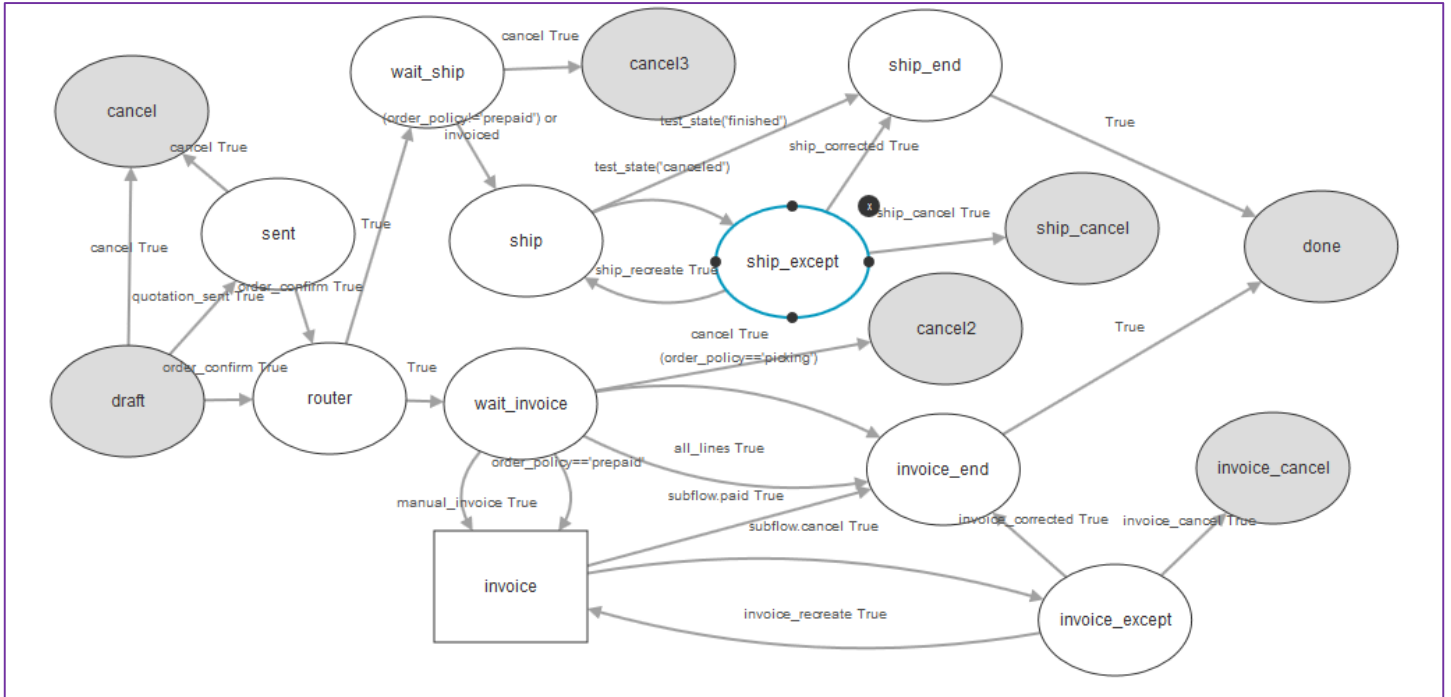 cancel True
wait_ship
cancel3
ship_end
cancel
(order_policy!='prepaid') or
invoiced
test_state('finished')
True
cancel True
ship_corrected True
test_state('canceled')
x
ship_cancel True
sent
True
ship
ship_cancel
cancel True
ship_except
done
ship_recreate True
quotation_sent True
order_confirm True
cancel True
cancel2
True
(order_policy=='picking')
order_confirm True
True
draft
router
wait_invoice
all_lines True
order_policy=='prepaid'
invoice_end
invoice_cancel
manual_invoice True
subflow.paid True
subflow.cancel True
invoice_corrected True
invoice_cancel True
invoice
invoice_recreate True
invoice_except